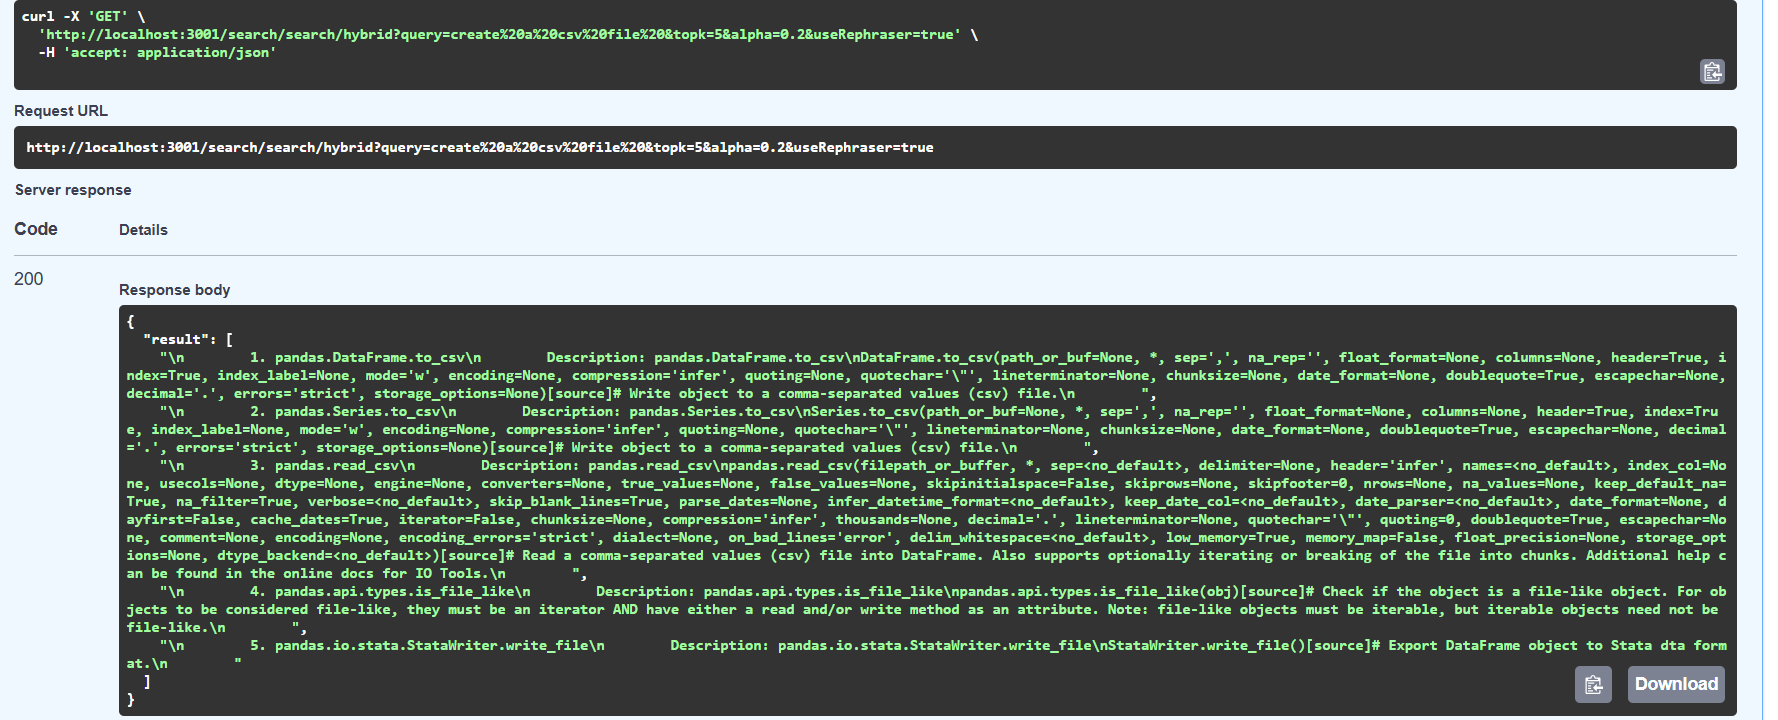 curl -X 'GET' \
  'http://localhost:3001/search/search/hybrid?query=create%20a%20csv%20file%20&topk=5&alpha=0.2&useRephraser=true' \
  -H 'accept: application/json'
Request URL
http://localhost:3001/search/search/hybrid?query=create%20a%20csv%20file%20&topk=5&alpha=0.2&useRephraser=true
Server response
Code Details
200
Response body
{
  "result": [
    "\n        1. pandas.DataFrame.to_csv\n        Description: pandas.DataFrame.to_csv\nDataFrame.to_csv(path_or_buf=None, *, sep=',', na_rep='', float_format=None, columns=None, header=True, i
ndex=True, index_label=None, mode='w', encoding=None, compression='infer', quoting=None, quotechar='\"', lineterminator=None, chunksize=None, date_format=None, doublequote=True, escapechar=None,
decimal='.', errors='strict', storage_options=None)[source]# Write object to a comma-separated values (csv) file.\n        ",
    "\n        2. pandas.Series.to_csv\n        Description: pandas.Series.to_csv\nSeries.to_csv(path_or_buf=None, *, sep=',', na_rep='', float_format=None, columns=None, header=True, index=Tru
e, index_label=None, mode='w', encoding=None, compression='infer', quoting=None, quotechar='\"', lineterminator=None, chunksize=None, date_format=None, doublequote=True, escapechar=None, decimal
='.', errors='strict', storage_options=None)[source]# Write object to a comma-separated values (csv) file.\n        ",
    "\n        3. pandas.read_csv\n        Description: pandas.read_csv\npandas.read_csv(filepath_or_buffer, *, sep=<no_default>, delimiter=None, header='infer', names=<no_default>, index_col=No
ne, usecols=None, dtype=None, engine=None, converters=None, true_values=None, false_values=None, skipinitialspace=False, skiprows=None, skipfooter=0, nrows=None, na_values=None, keep_default_na=
True, na_filter=True, verbose=<no_default>, skip_blank_lines=True, parse_dates=None, infer_datetime_format=<no_default>, keep_date_col=<no_default>, date_parser=<no_default>, date_format=None, d
ayfirst=False, cache_dates=True, iterator=False, chunksize=None, compression='infer', thousands=None, decimal='.', lineterminator=None, quotechar='\"', quoting=0, doublequote=True, escapechar=No
ne, comment=None, encoding=None, encoding_errors='strict', dialect=None, on_bad_lines='error', delim_whitespace=<no_default>, low_memory=True, memory_map=False, float_precision=None, storage_opt
ions=None, dtype_backend=<no_default>)[source]# Read a comma-separated values (csv) file into DataFrame. Also supports optionally iterating or breaking of the file into chunks. Additional help c
an be found in the online docs for IO Tools.\n        ",
    "\n        4. pandas.api.types.is_file_like\n        Description: pandas.api.types.is_file_like\npandas.api.types.is_file_like(obj)[source]# Check if the object is a file-like object. For ob
jects to be considered file-like, they must be an iterator AND have either a read and/or write method as an attribute. Note: file-like objects must be iterable, but iterable objects need not be
file-like.\n        ",
    "\n        5. pandas.io.stata.StataWriter.write_file\n        Description: pandas.io.stata.StataWriter.write_file\nStataWriter.write_file()[source]# Export DataFrame object to Stata dta form
at.\n        "
  ]
}
Download